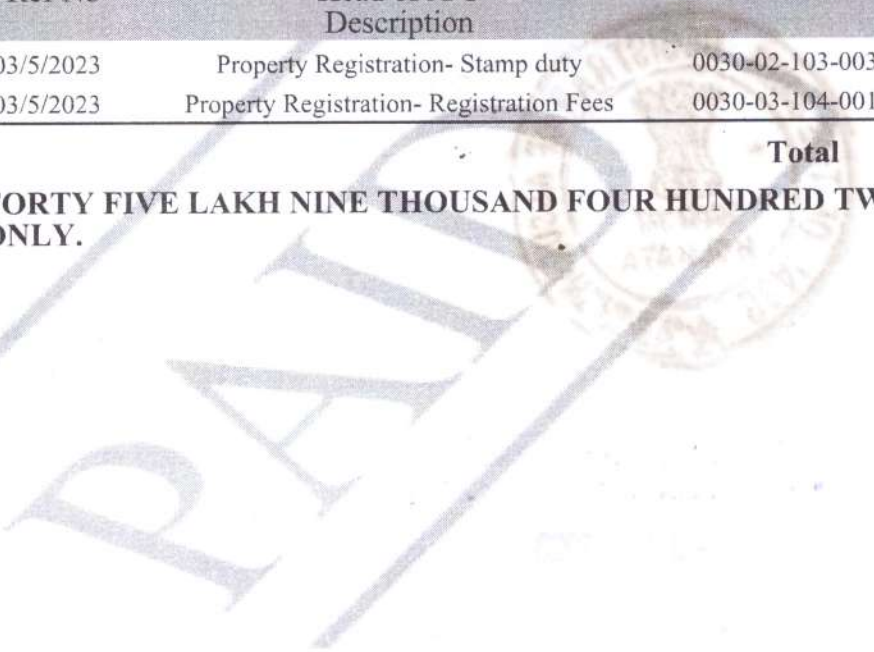 Description
03/5/2023 Property Registration- Stamp duty 0030-02-103-003
03/5/2023 Property Registration- Registration Fees 0030-03-104-001
Total
FORTY FIVE LAKH NINE THOUSAND FOUR HUNDRED TW
ONLY.
PAID